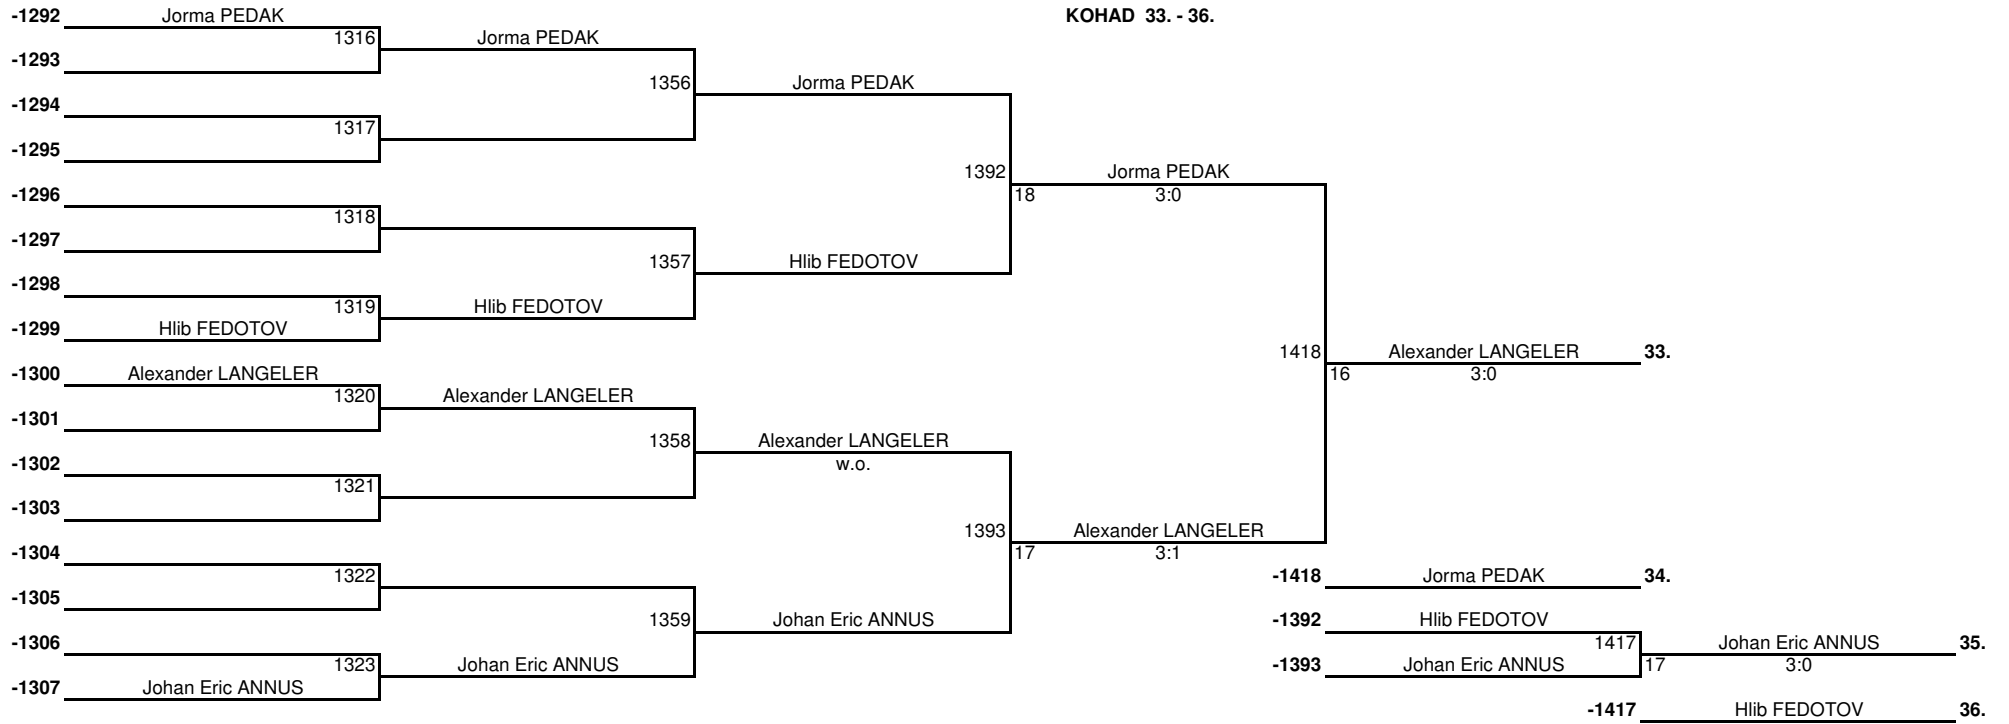 -1292 Jorma PEDAK KOHAD 33. - 36.
1316 Jorma PEDAK
-1293
1356 Jorma PEDAK
-1294
1317
-1295
1392 Jorma PEDAK
-1296 18 3:0
1318
-1297
1357 Hlib FEDOTOV
-1298
1319 Hlib FEDOTOV
-1299 Hlib FEDOTOV
1418 Alexander LANGELER 33.
-1300 Alexander LANGELER 16 3:0
1320 Alexander LANGELER
-1301
1358 Alexander LANGELER
-1302 w.o.
1321
-1303
1393 Alexander LANGELER
-1304 17 3:1
1322 -1418 Jorma PEDAK 34.
-1305
1359 Johan Eric ANNUS -1392 Hlib FEDOTOV
-1306 1417 Johan Eric ANNUS 35.
1323 Johan Eric ANNUS -1393 Johan Eric ANNUS 17 3:0
-1307 Johan Eric ANNUS
-1417 Hlib FEDOTOV 36.